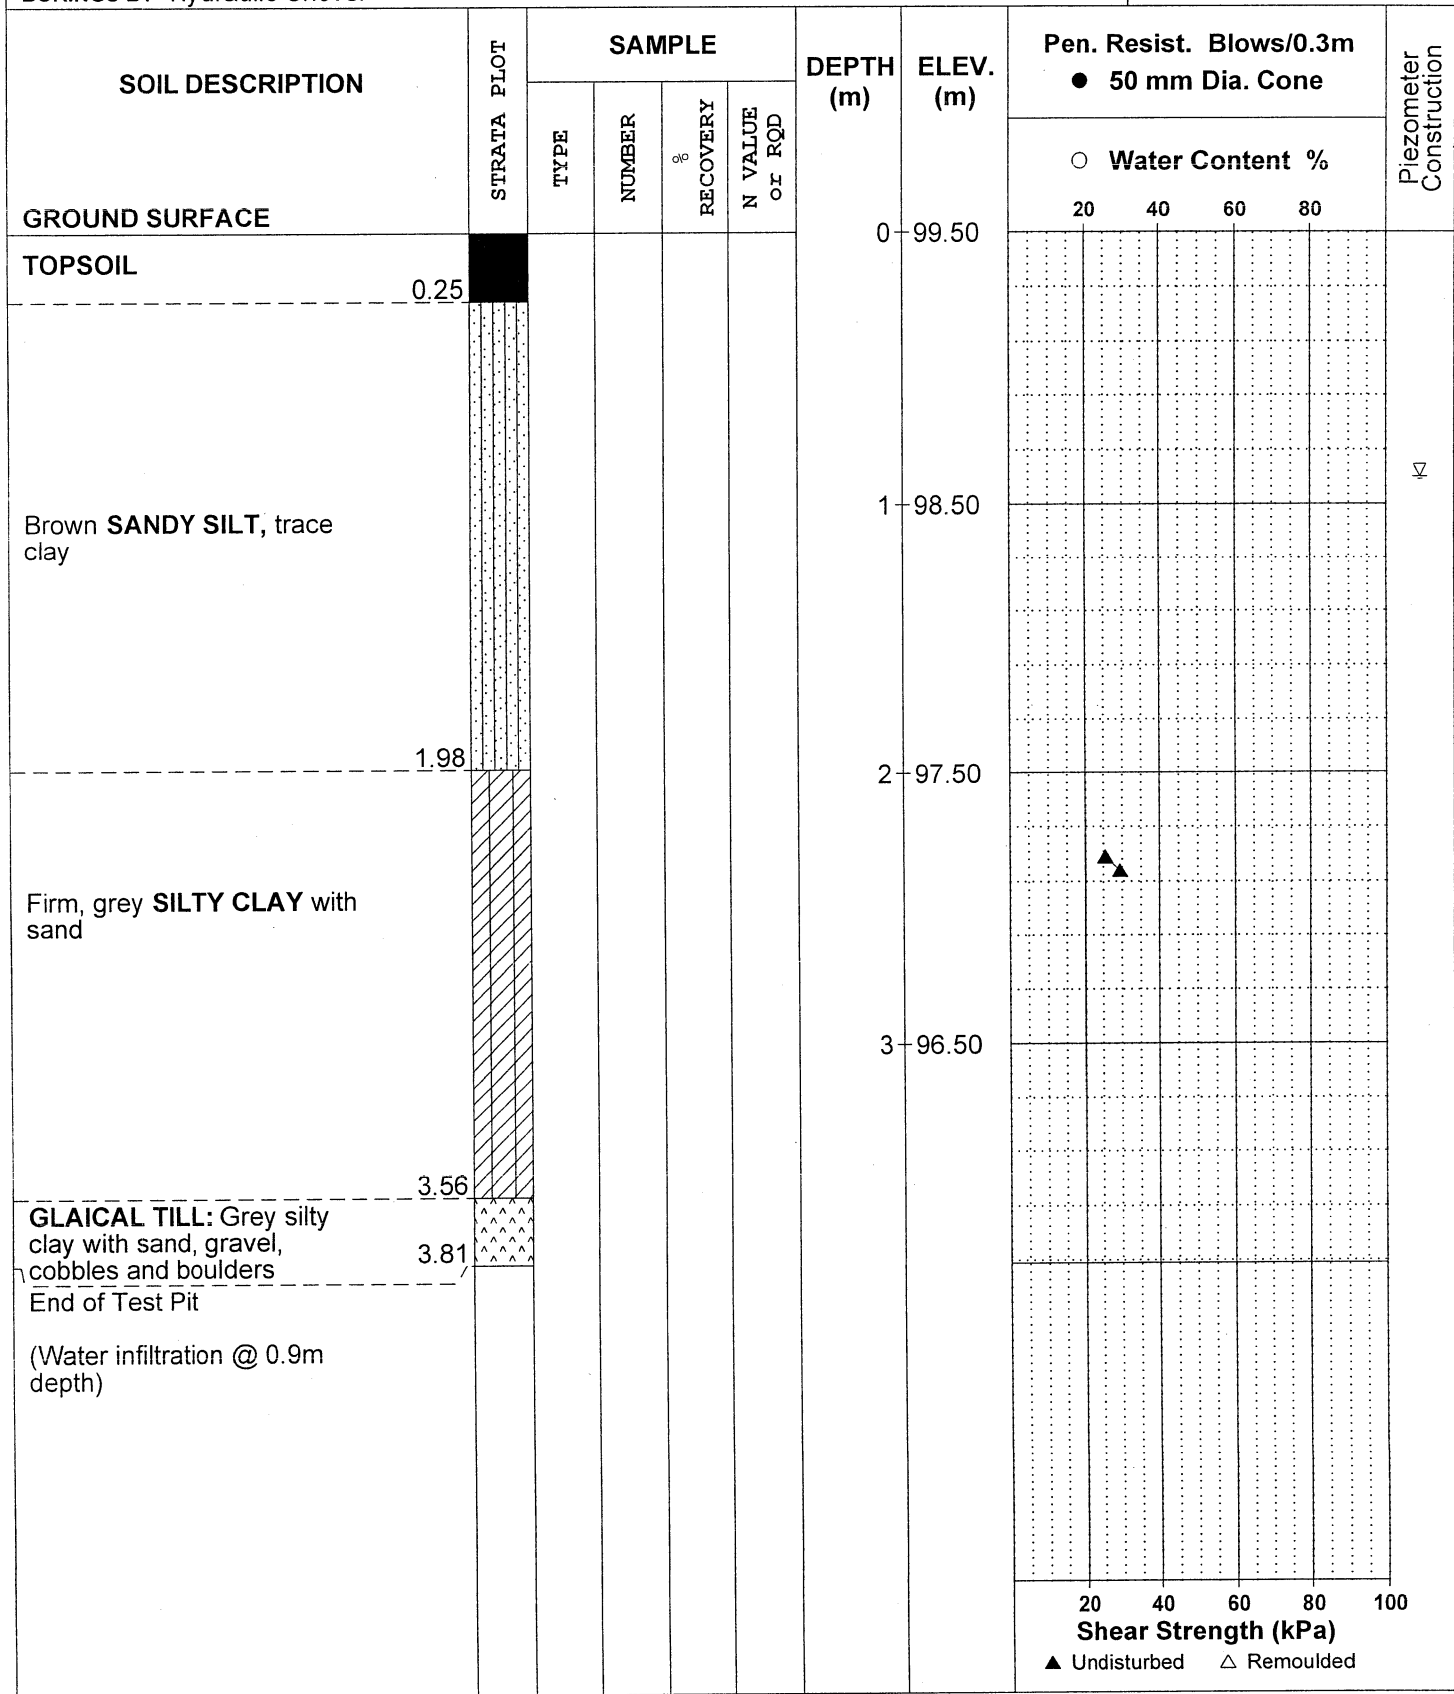 SOIL DESCRIPTION
GROUND SURFACE
STRATA PLOT
SAMPLE
TYPE
NUMBER
% RECOVERY
N VALUE
or RQD
DEPTH
(m)
ELEV.
(m)
Pen. Resist. Blows/0.3m
● 50 mm Dia. Cone
○ Water Content %
20 40 60 80
Piezometer
Construction
0 99.50
TOPSOIL
0.25
1 98.50
Brown SANDY SILT, trace
clay
1.98
2 97.50
Firm, grey SILTY CLAY with
sand
3 96.50
3.56
GLAICAL TILL: Grey silty
clay with sand, gravel,
cobbles and boulders
3.81
End of Test Pit
(Water infiltration @ 0.9m
depth)
20 40 60 80 100
Shear Strength (kPa)
▲ Undisturbed △ Remoulded